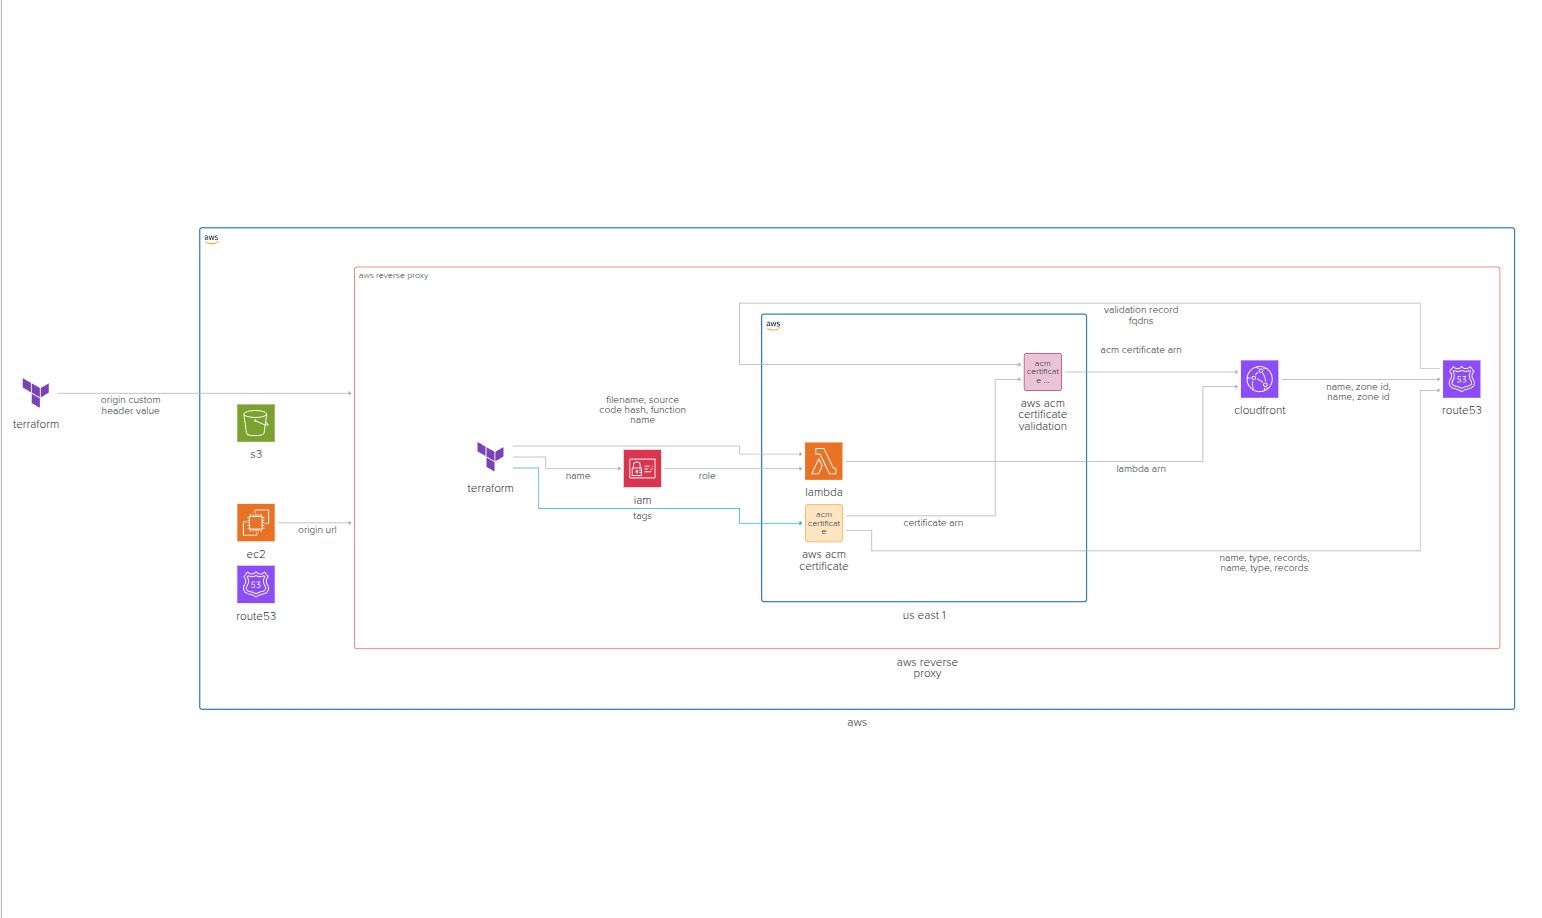 aws
aws reverse proxy
validation record
fqdns
aws
acm certificate arn
acm
certificat
e ...
origin custom
header value
name, zone id,
name, zone id
terraform
s3
filename, source
code hash, function
name
aws acm
certificate
validation
cloudfront
53
route53
terraform
name
iam
role
lambda
lambda arn
tags
acm
certificat
e
certificate arn
origin url
ec2
aws acm
certificate
name, type, records,
name, type, records
53
route53
us east 1
aws reverse
proxy
aws